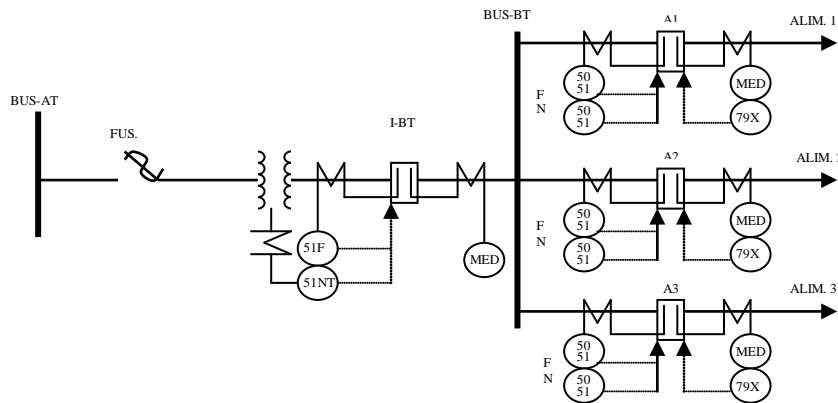 BUS-AT
FUS.
I-BT
51F
51NT
MED
BUS-BT
A1
ALIM. 1
F
N
50
51
50
51
MED
79X
A2
ALIM.
F
N
50
51
50
51
MED
79X
A3
ALIM. 3
F
N
50
51
50
51
MED
79X